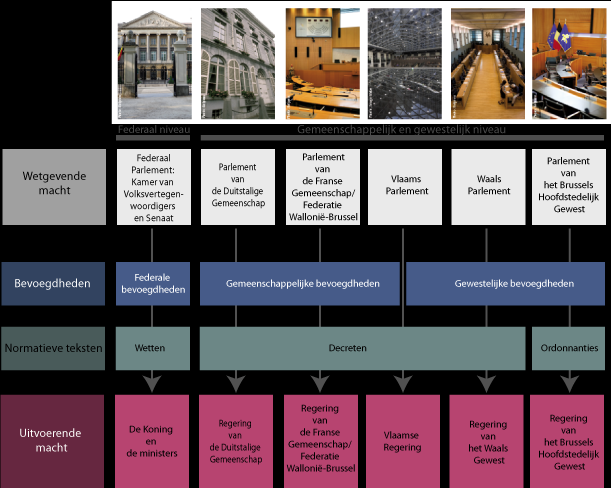 Federaal niveau
Gemeenschappelijk en gewestelijk niveau
Wetgevende
macht
Federaal
Parlement:
Kamer van
Volksvertegen-
woordigers
en Senaat
Parlement
van
de Duitstalige
Gemeenschap
Parlement
van
de Franse
Gemeenschap/
Federatie
Wallonië-Brussel
Vlaams
Parlement
Waals
Parlement
Parlement
van
het Brussels
Hoofdstedelijk
Gewest
Bevoegdheden
Federale
bevoegdheden
Gemeenschappelijke bevoegdheden
Gewestelijke bevoegdheden
Normatieve teksten
Wetten
Decreten
Ordonnanties
Uitvoerende
macht
De Koning
en
de ministers
Regering
van
de Duitstalige
Gemeenschap
Regering
van
de Franse
Gemeenschap/
Federatie
Wallonië-Brussel
Vlaamse
Regering
Regering
van
het Waals
Gewest
Regering
van
het Brussels
Hoofdstedelijk
Gewest